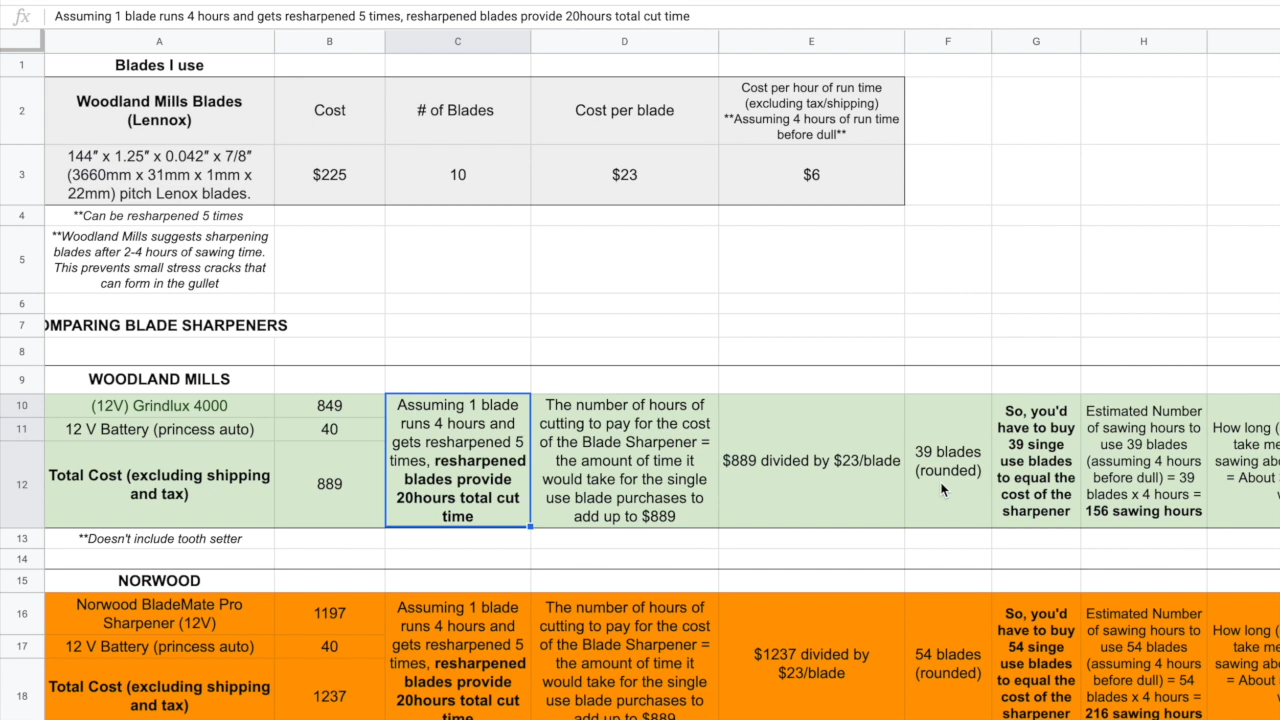 fx Assuming 1 blade runs 4 hours and gets resharpened 5 times, resharpened blades provide 20hours total cut time
A B C D E F G H
1 Blades I use
2
Woodland Mills Blades
(Lennox)
Cost
# of Blades
Cost per blade
Cost per hour of run time
(excluding tax/shipping)
**Assuming 4 hours of run time
before dull**
3
144″ x 1.25″ x 0.042″ x 7/8″
(3660mm x 31mm x 1mm x
22mm) pitch Lenox blades.
$225
10
$23
$6
4 **Can be resharpened 5 times
5
**Woodland Mills suggests sharpening
blades after 2-4 hours of sawing time.
This prevents small stress cracks that
can form in the gullet
6
7 OMPARING BLADE SHARPENERS
8
9 WOODLAND MILLS
10 (12V) Grindlux 4000 849
11 12 V Battery (princess auto) 40
12
Total Cost (excluding shipping
and tax)
889
Assuming 1 blade
runs 4 hours and
gets resharpened 5
times, resharpened
blades provide
20hours total cut
time
The number of hours of
cutting to pay for the cost
of the Blade Sharpener =
the amount of time it
would take for the single
use blade purchases to
add up to $889
$889 divided by $23/blade
39 blades
(rounded)
So, you'd
have to buy
39 singe
use blades
to equal the
cost of the
sharpener
Estimated Number
of sawing hours to
use 39 blades
(assuming 4 hours
before dull) = 39
blades x 4 hours =
156 sawing hours
How long (
take me
sawing abo
= About
13 **Doesn't include tooth setter
14
15 NORWOOD
16
Norwood BladeMate Pro
Sharpener (12V)
1197
17 12 V Battery (princess auto) 40
18
Total Cost (excluding shipping
and tax)
1237
Assuming 1 blade
runs 4 hours and
gets resharpened 5
times, resharpened
blades provide
20hours total cut
time
The number of hours of
cutting to pay for the cost
of the Blade Sharpener =
the amount of time it
would take for the single
use blade purchases to
add up to $889
$1237 divided by
$23/blade
54 blades
(rounded)
So, you'd
have to buy
54 singe
use blades
to equal the
cost of the
sharpener
Estimated Number
of sawing hours to
use 54 blades
(assuming 4 hours
before dull) = 54
blades x 4 hours =
216 sawing hours
How long (
take me
sawing abo
= About